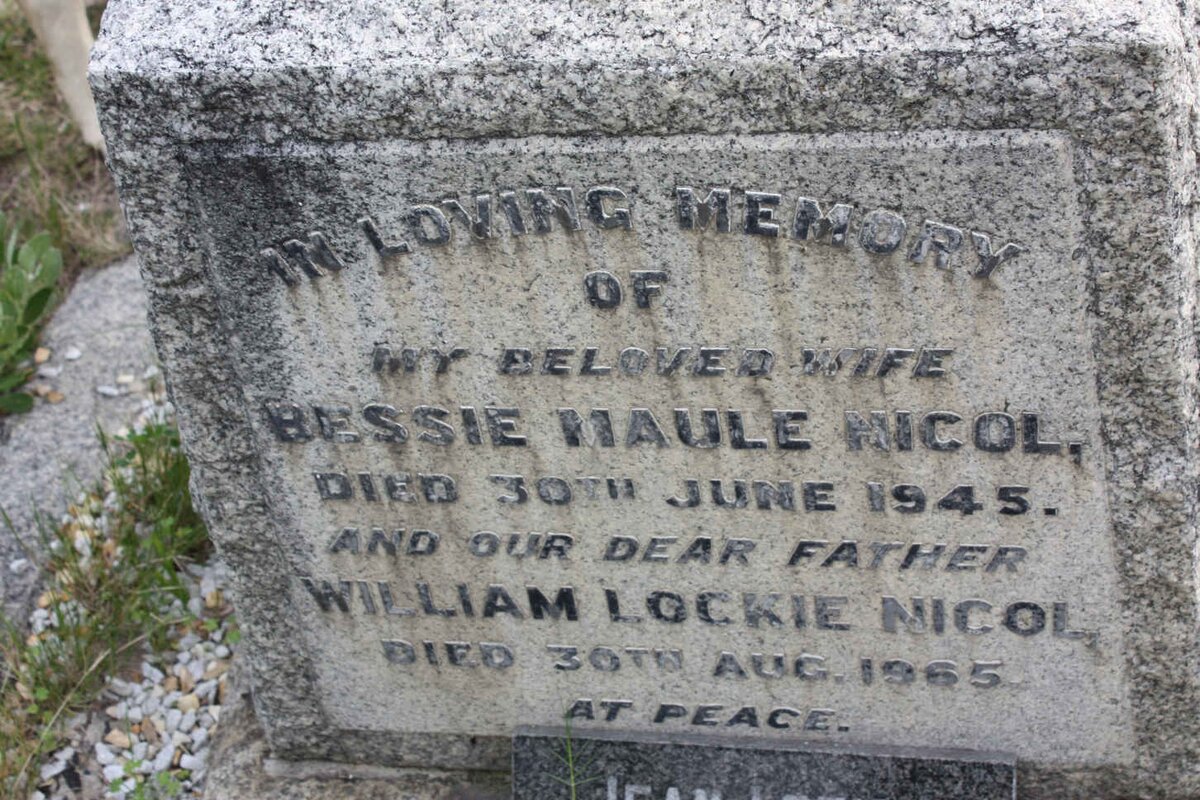 IN LOVING MEMORY
OF
MY BELOVED WIFE
BESSIE MAULE NICOL,
DIED 30TH JUNE 1945.
AND OUR DEAR FATHER
WILLIAM LOCKIE NICOL,
DIED 30TH AUG. 1965.
AT PEACE.
JEAN